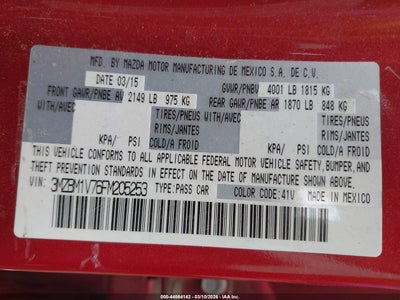 MFD. BY MAZDA MOTOR MANUFACTURING DE MEXICO S.A. DE C.V.
DATE 03/15 GVWR/PNBV 4001 LB 1815 KG
FRONT GAWR/PNBE AV 2149 LB 975 KG REAR GAWR/PNBE AR 1870 LB 848 KG
WITH/AVEC TIRES/PNEUS WITH/AVEC TIRES/PNEUS
RIMS/JANTES RIMS/JANTES
KPA/ PSI COLD/A FROID KPA/ PSI COLD/A FROID
THIS VEHICLE CONFORMS TO ALL APPLICABLE FEDERAL MOTOR VEHICLE SAFETY, BUMPER, AND
THEFT PREVENTION STANDARDS IN EFFECT ON THE DATE OF MANUFACTURE SHOWN ABOVE.
VIN: 3MZBM1V76FM205253 TYPE: PASS CAR COLOR CODE: 41V MADE IN MEXICO
000-44984142 - 03/10/2026 - IAAI.COM